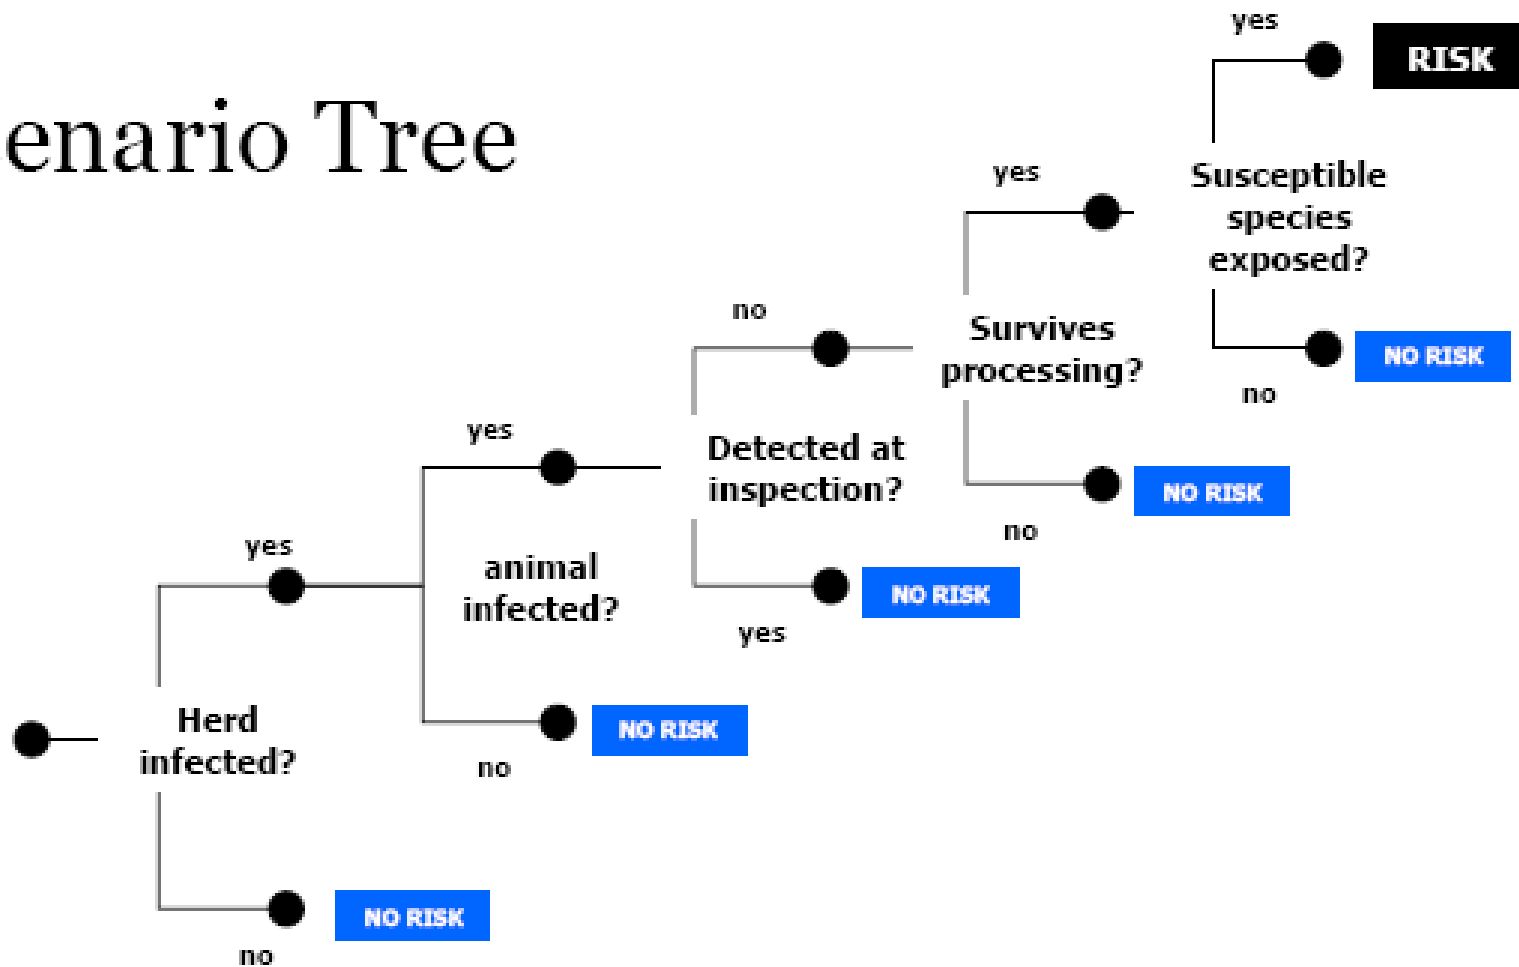 enario Tree
yes
RISK
Susceptible
species
exposed?
yes
no
NO RISK
no
Survives
processing?
yes
NO RISK
no
Detected at
inspection?
yes
NO RISK
yes
animal
infected?
no
NO RISK
Herd
infected?
no
NO RISK